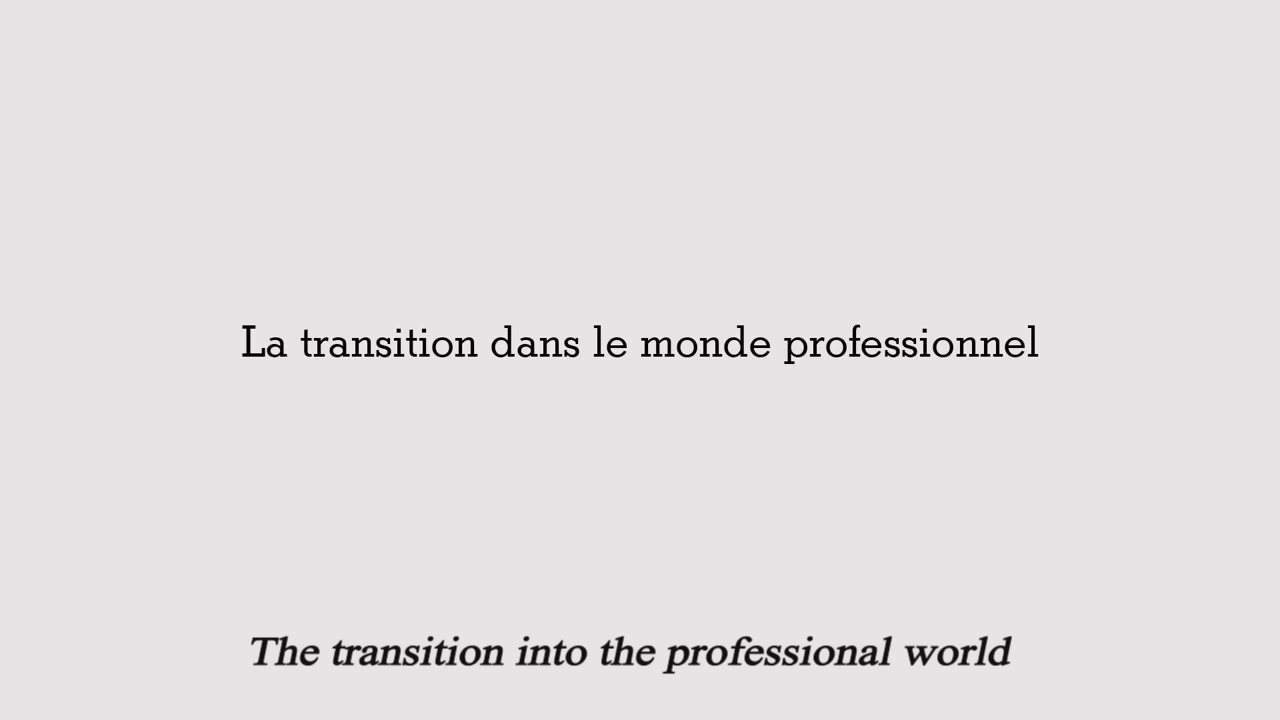 La transition dans le monde professionnel
The transition into the professional world